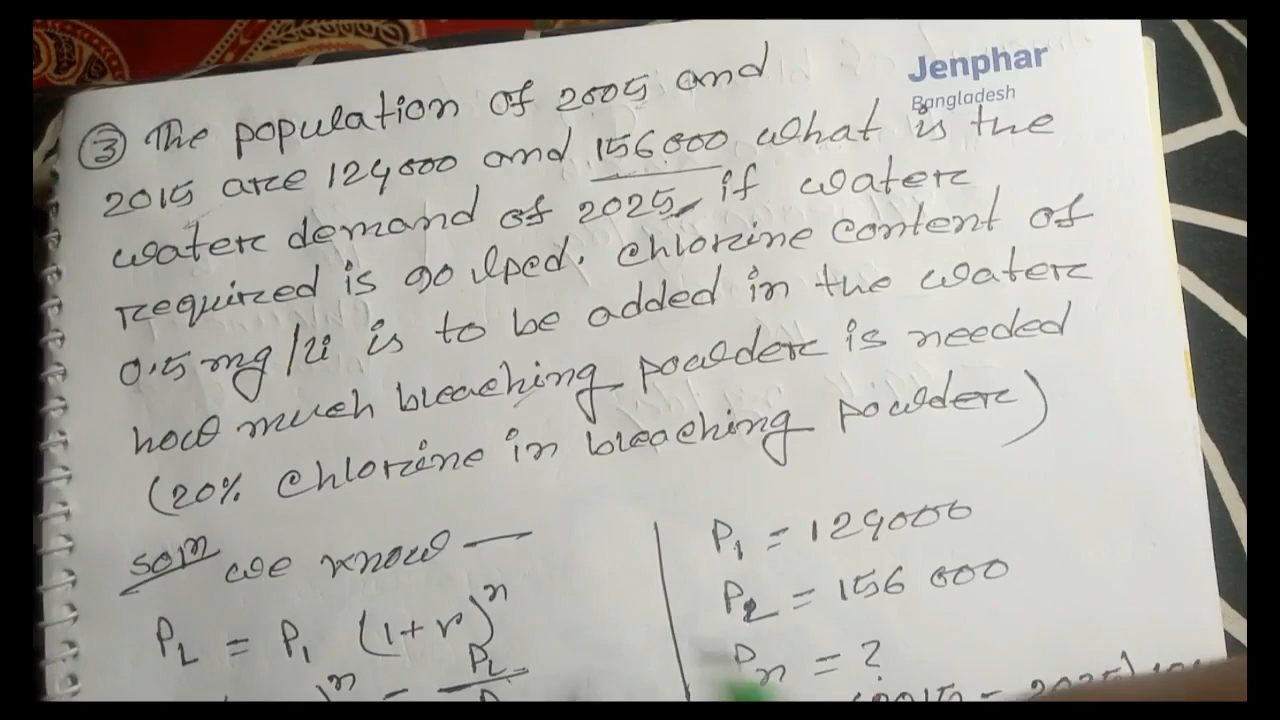 Jenphar
Bangladesh
③ The population of 2005 and
2015 are 124000 and 156000 what is the
water demand of 2025, if water
required is 90 lped. Chlorine content of
0.5 mg/li is to be added in the water
how much bleaching powder is needed
(20% Chlorine in bleaching powder)
soln we know —
P₂ = P₁ (1+r)ⁿ
P₁ = 124000
P₂ = 156000
Pn = ?